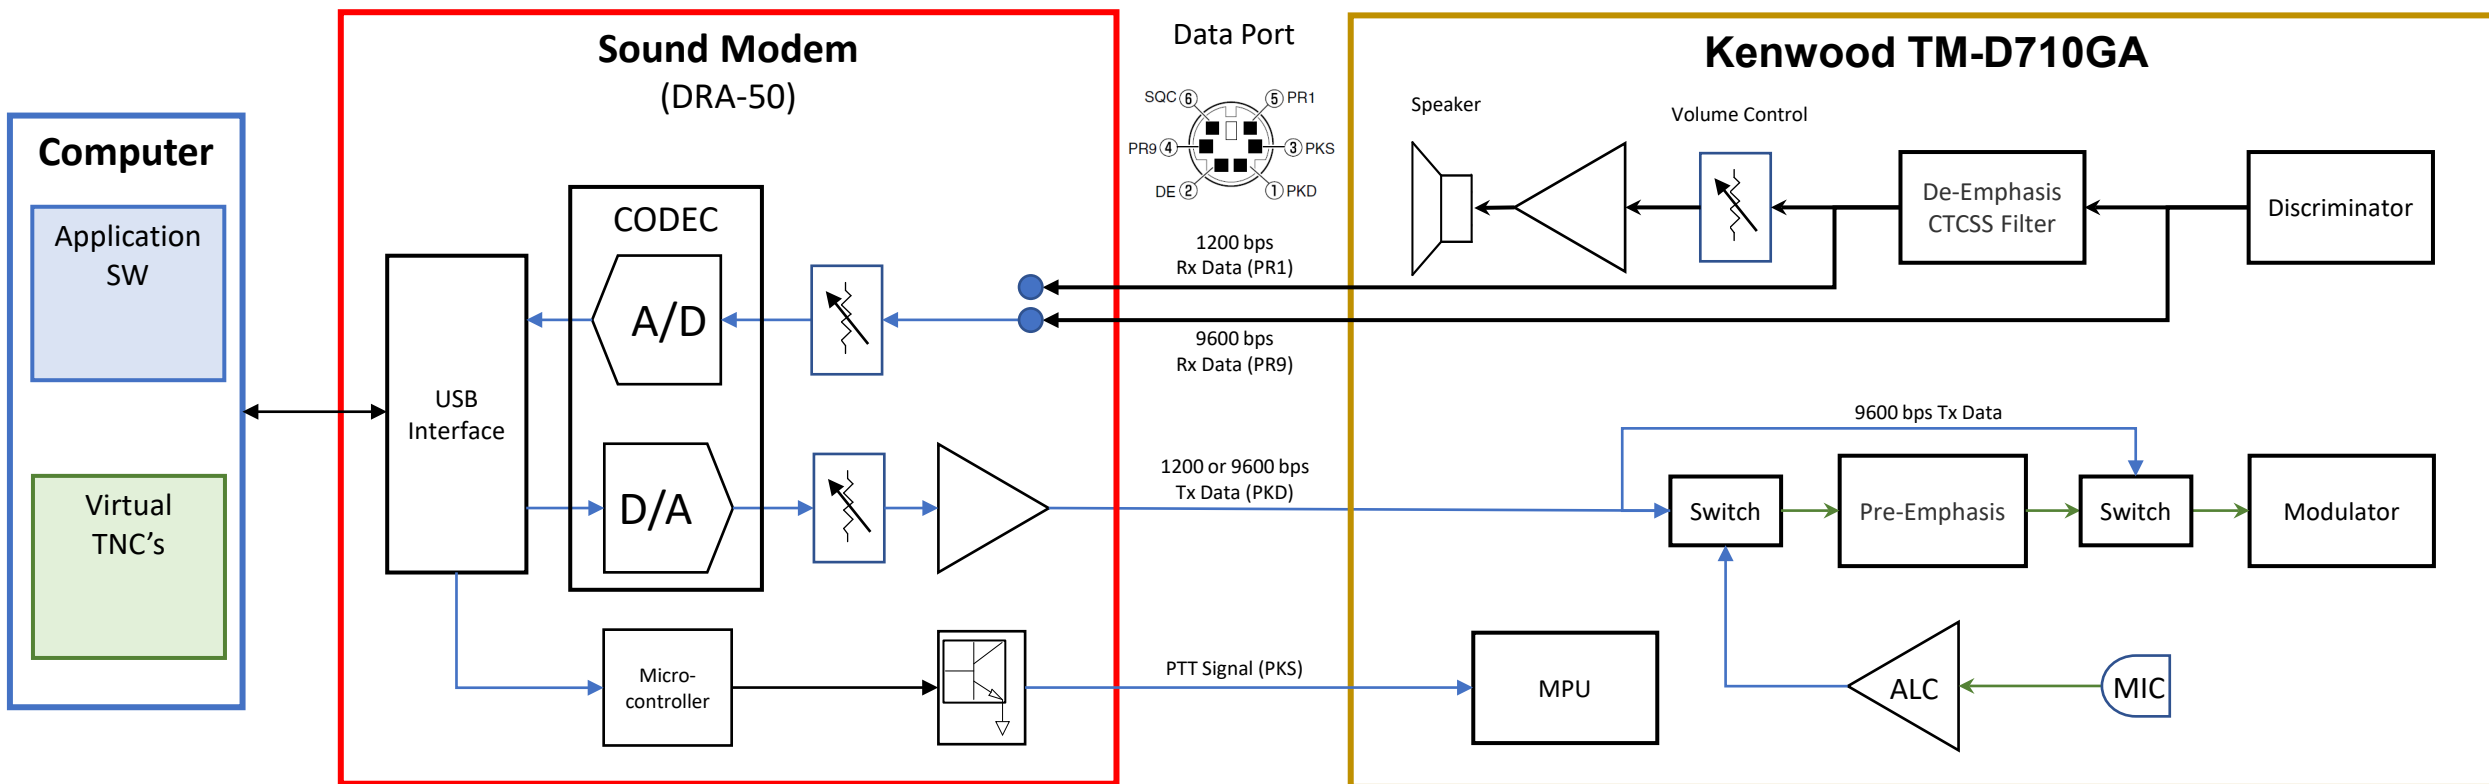 Computer
Application
SW
Virtual
TNC's
Sound Modem
(DRA-50)
CODEC
A/D
USB
Interface
D/A
Micro-
controller
Data Port
SQC ⑥
⑤ PR1
PR9 ④
③ PKS
DE ②
① PKD
1200 bps
Rx Data (PR1)
9600 bps
Rx Data (PR9)
1200 or 9600 bps
Tx Data (PKD)
PTT Signal (PKS)
Kenwood TM-D710GA
Speaker
Volume Control
De-Emphasis
CTCSS Filter
Discriminator
9600 bps Tx Data
Switch
Pre-Emphasis
Switch
Modulator
MPU
ALC
MIC